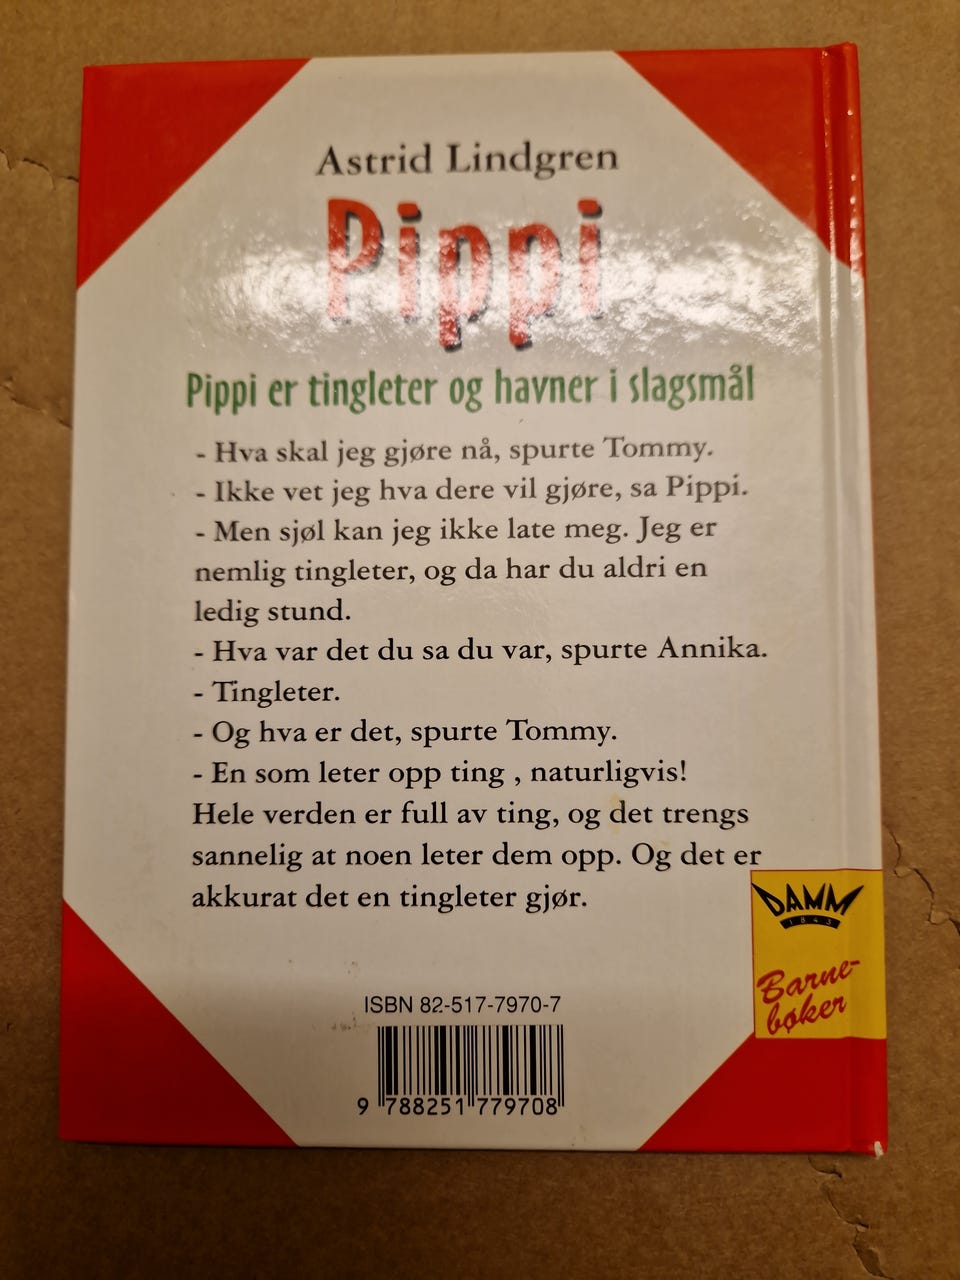 Astrid Lindgren
Pippi
Pippi er tingleter og havner i slagsmål
- Hva skal jeg gjøre nå, spurte Tommy.
- Ikke vet jeg hva dere vil gjøre, sa Pippi.
- Men sjøl kan jeg ikke late meg. Jeg er
nemlig tingleter, og da har du aldri en
ledig stund.
- Hva var det du sa du var, spurte Annika.
- Tingleter.
- Og hva er det, spurte Tommy.
- En som leter opp ting , naturligvis!
Hele verden er full av ting, og det trengs
sannelig at noen leter dem opp. Og det er
akkurat det en tingleter gjør.
DAMM
1843
Barne-
bøker
ISBN 82-517-7970-7
9 788251 779708